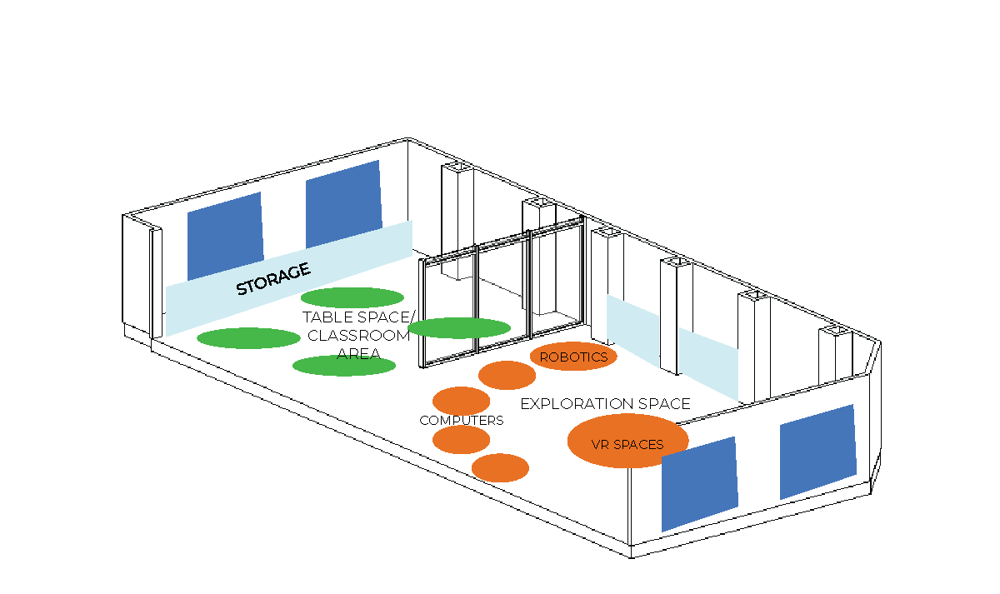 STORAGE
TABLE SPACE/
CLASSROOM
AREA
ROBOTICS
EXPLORATION SPACE
COMPUTERS
VR SPACES